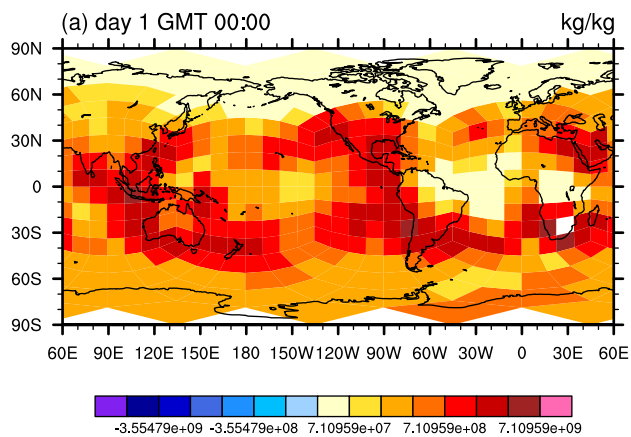 (a) day 1 GMT 00:00 kg/kg
90N
60N
30N
0
30S
60S
90S
60E 90E 120E 150E 180 150W 120W 90W 60W 30W 0 30E 60E
-3.55479e+09 -3.55479e+08 7.10959e+07 7.10959e+08 7.10959e+09